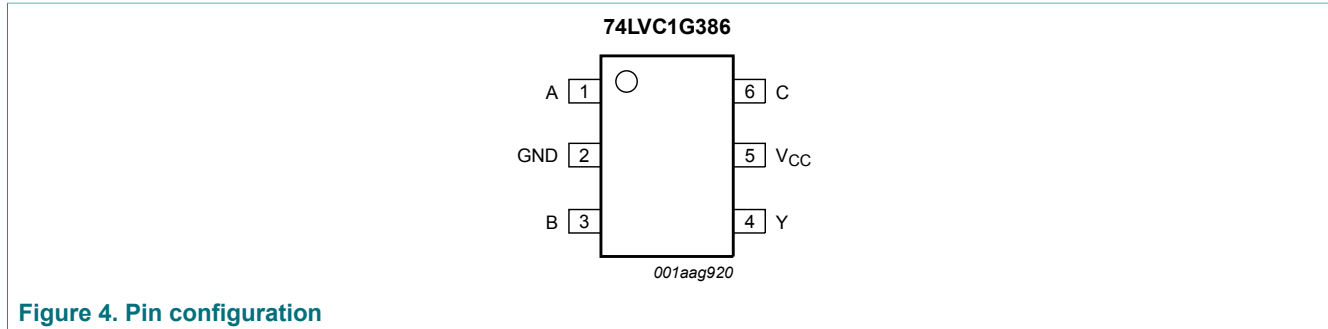 74LVC1G386
A 1 6 C
GND 2 5 VCC
B 3 4 Y
001aag920
Figure 4. Pin configuration